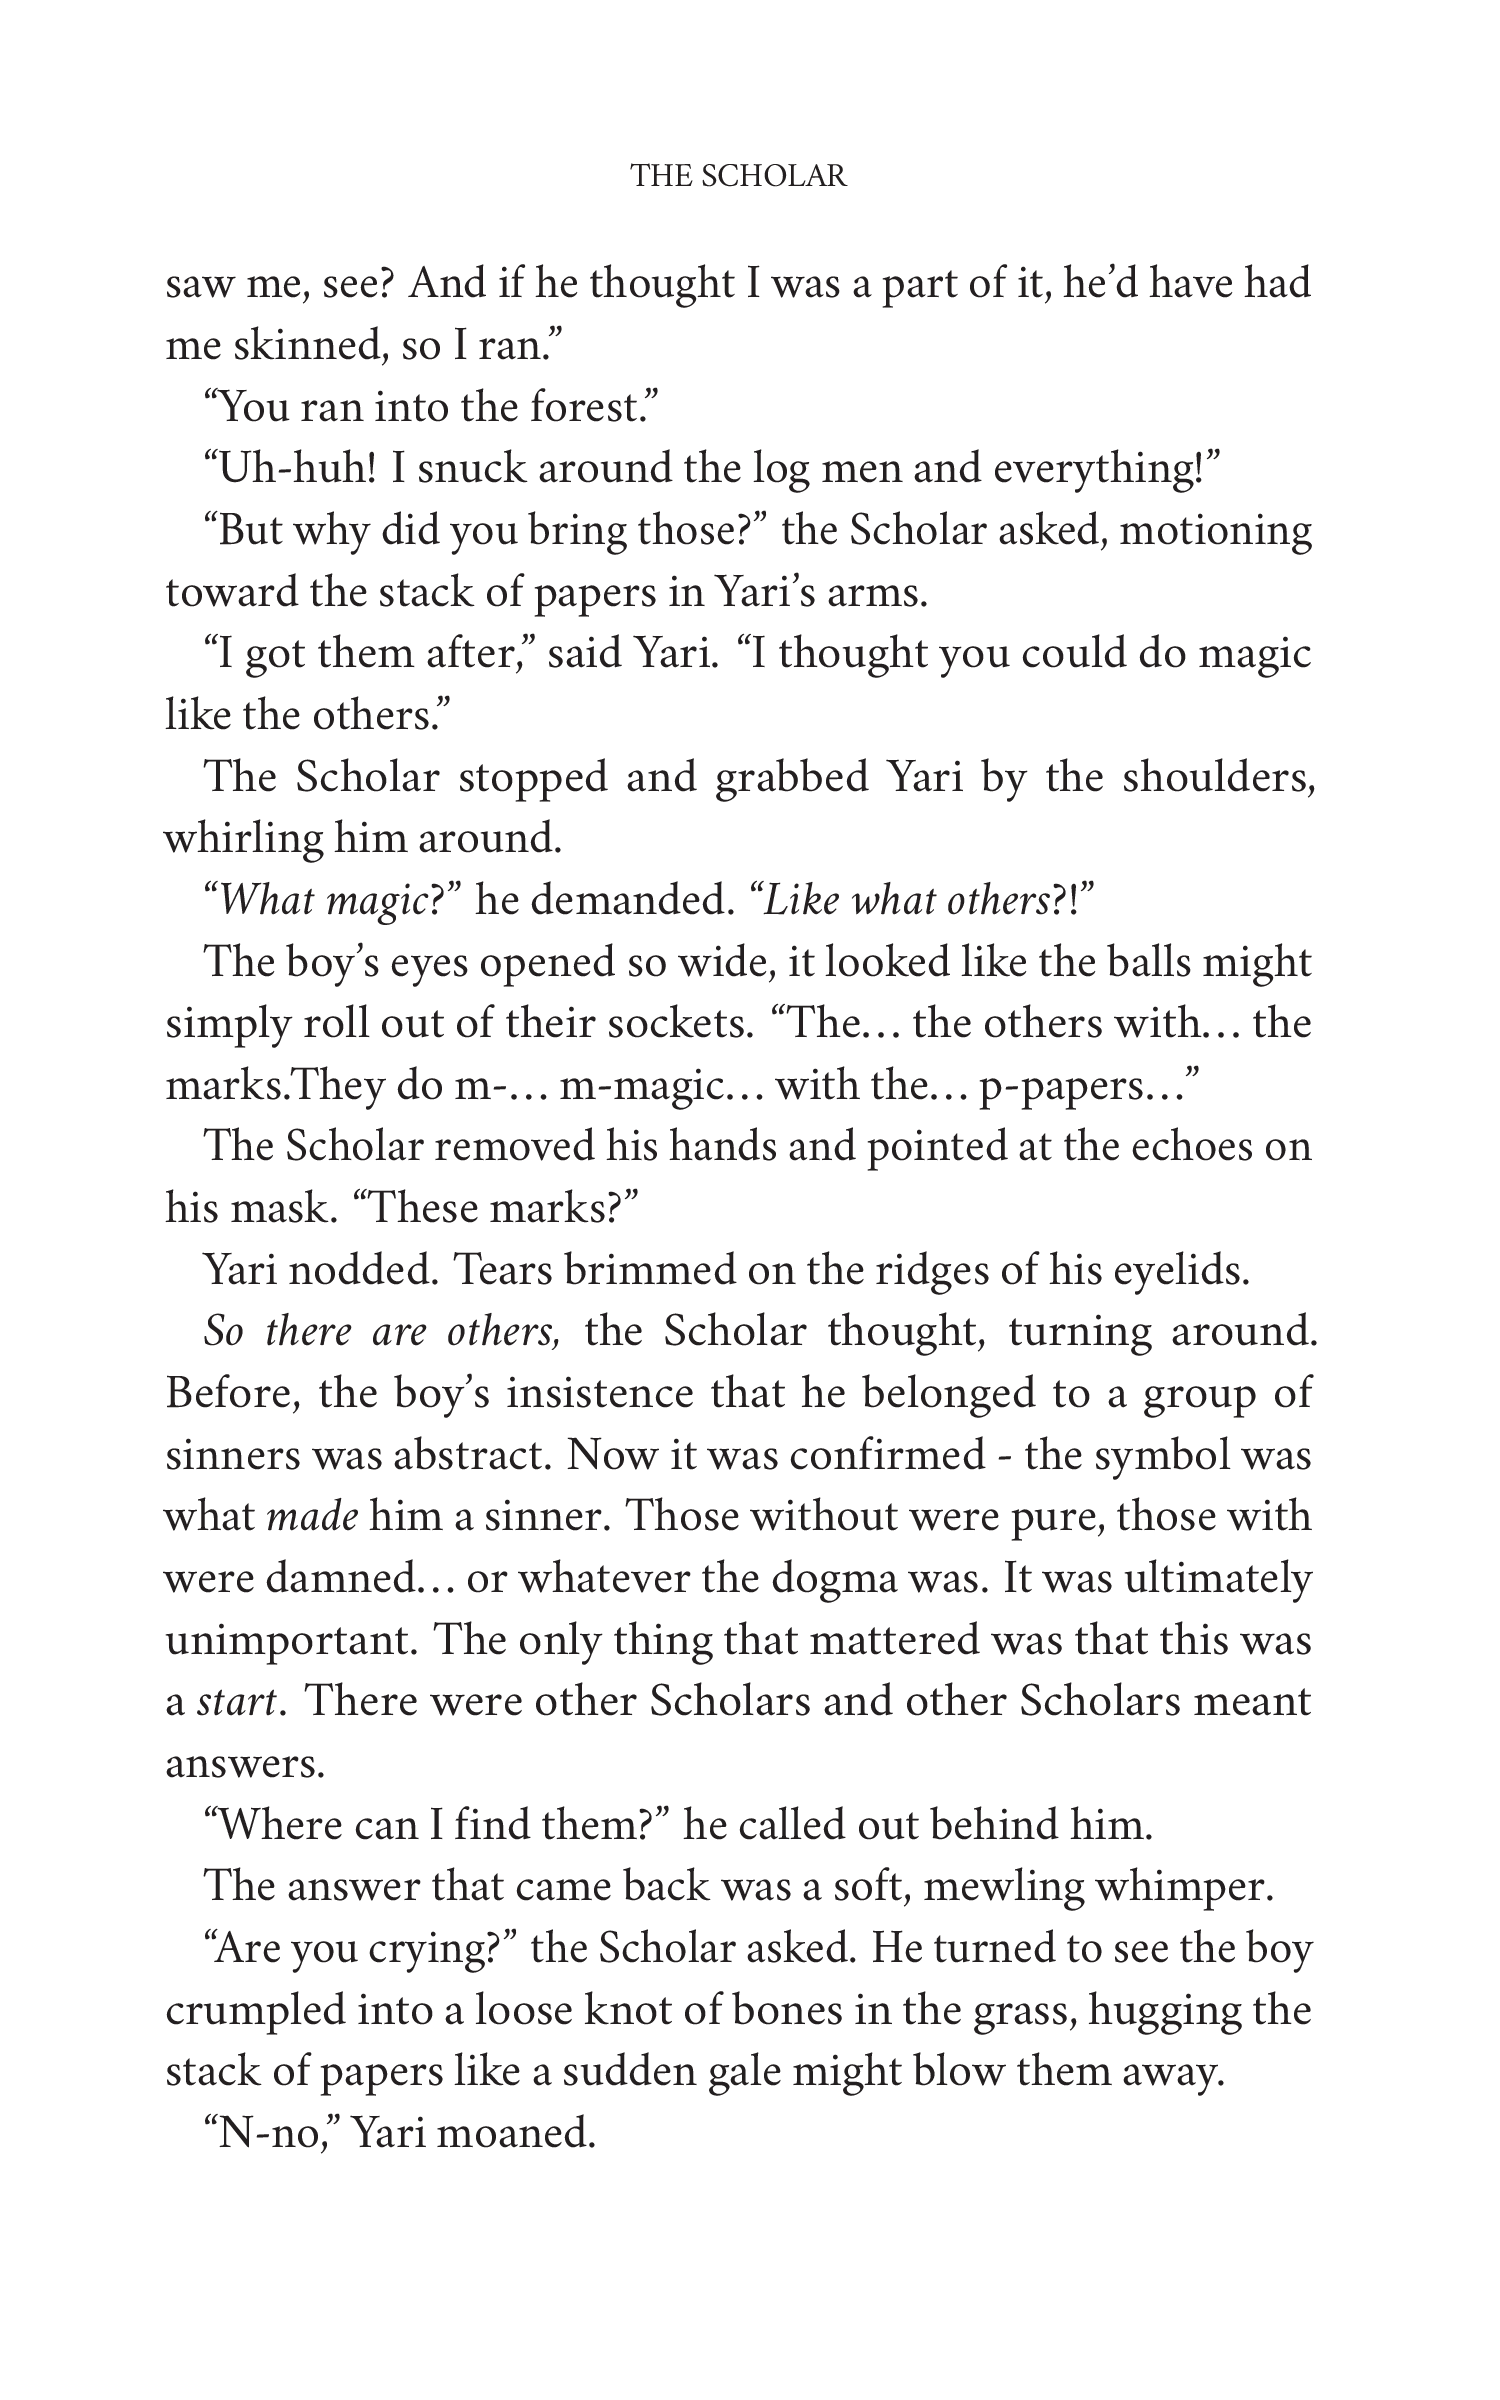 THE SCHOLAR
saw me, see? And if he thought I was a part of it, he’d have had
me skinned, so I ran.”
“You ran into the forest.”
“Uh-huh! I snuck around the log men and everything!”
“But why did you bring those?” the Scholar asked, motioning
toward the stack of papers in Yari’s arms.
“I got them after,” said Yari. “I thought you could do magic
like the others.”
The Scholar stopped and grabbed Yari by the shoulders,
whirling him around.
“What magic?” he demanded. “Like what others?!”
The boy’s eyes opened so wide, it looked like the balls might
simply roll out of their sockets. “The… the others with… the
marks.They do m-… m-magic… with the… p-papers…”
The Scholar removed his hands and pointed at the echoes on
his mask. “These marks?”
Yari nodded. Tears brimmed on the ridges of his eyelids.
So there are others, the Scholar thought, turning around.
Before, the boy’s insistence that he belonged to a group of
sinners was abstract. Now it was confirmed - the symbol was
what made him a sinner. Those without were pure, those with
were damned… or whatever the dogma was. It was ultimately
unimportant. The only thing that mattered was that this was
a start. There were other Scholars and other Scholars meant
answers.
“Where can I find them?” he called out behind him.
The answer that came back was a soft, mewling whimper.
“Are you crying?” the Scholar asked. He turned to see the boy
crumpled into a loose knot of bones in the grass, hugging the
stack of papers like a sudden gale might blow them away.
“N-no,” Yari moaned.